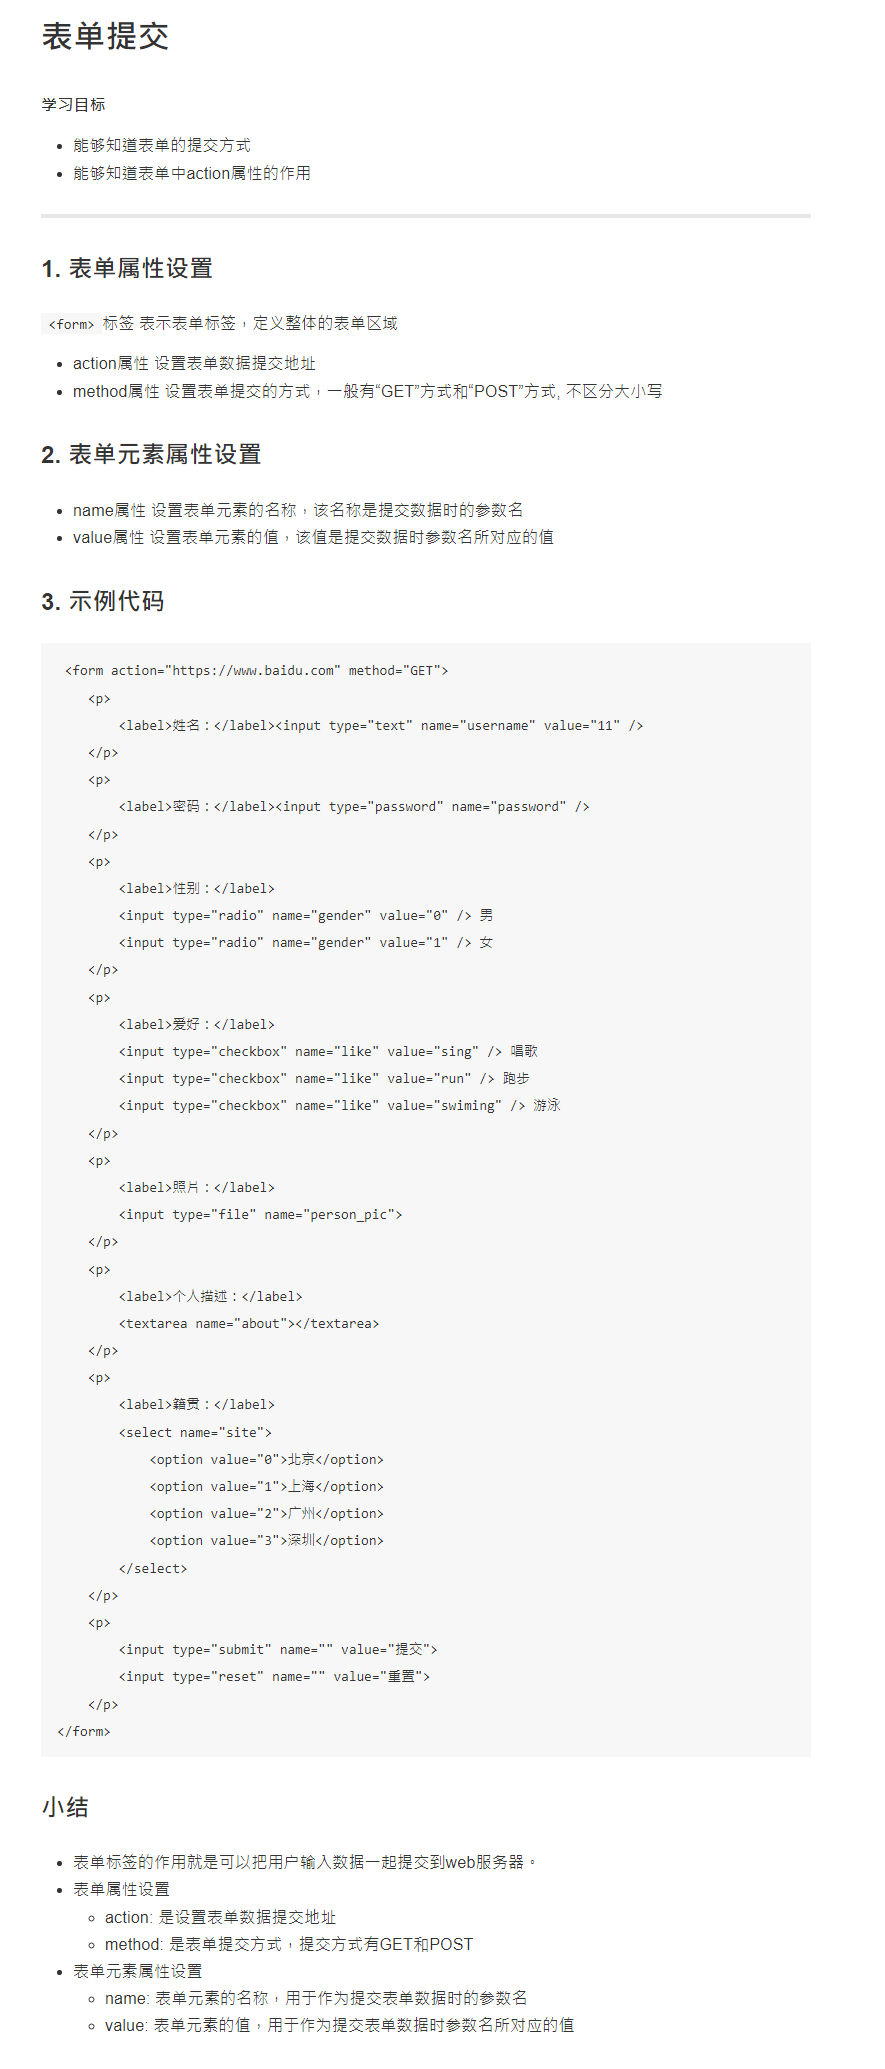 表单提交
学习目标
能够知道表单的提交方式
能够知道表单中action属性的作用
1. 表单属性设置
<form> 标签 表示表单标签，定义整体的表单区域
action属性 设置表单数据提交地址
method属性 设置表单提交的方式，一般有“GET”方式和“POST”方式, 不区分大小写
2. 表单元素属性设置
name属性 设置表单元素的名称，该名称是提交数据时的参数名
value属性 设置表单元素的值，该值是提交数据时参数名所对应的值
3. 示例代码
<form action="https://www.baidu.com" method="GET">
<p>
<label>姓名：</label><input type="text" name="username" value="11" />
</p>
<p>
<label>密码：</label><input type="password" name="password" />
</p>
<p>
<label>性别：</label>
<input type="radio" name="gender" value="0" /> 男
<input type="radio" name="gender" value="1" /> 女
</p>
<p>
<label>爱好：</label>
<input type="checkbox" name="like" value="sing" /> 唱歌
<input type="checkbox" name="like" value="run" /> 跑步
<input type="checkbox" name="like" value="swiming" /> 游泳
</p>
<p>
<label>照片：</label>
<input type="file" name="person_pic">
</p>
<p>
<label>个人描述：</label>
<textarea name="about"></textarea>
</p>
<p>
<label>籍贯：</label>
<select name="site">
<option value="0">北京</option>
<option value="1">上海</option>
<option value="2">广州</option>
<option value="3">深圳</option>
</select>
</p>
<p>
<input type="submit" name="" value="提交">
<input type="reset" name="" value="重置">
</p>
</form>
小结
表单标签的作用就是可以把用户输入数据一起提交到web服务器。
表单属性设置
action: 是设置表单数据提交地址
method: 是表单提交方式，提交方式有GET和POST
表单元素属性设置
name: 表单元素的名称，用于作为提交表单数据时的参数名
value: 表单元素的值，用于作为提交表单数据时参数名所对应的值